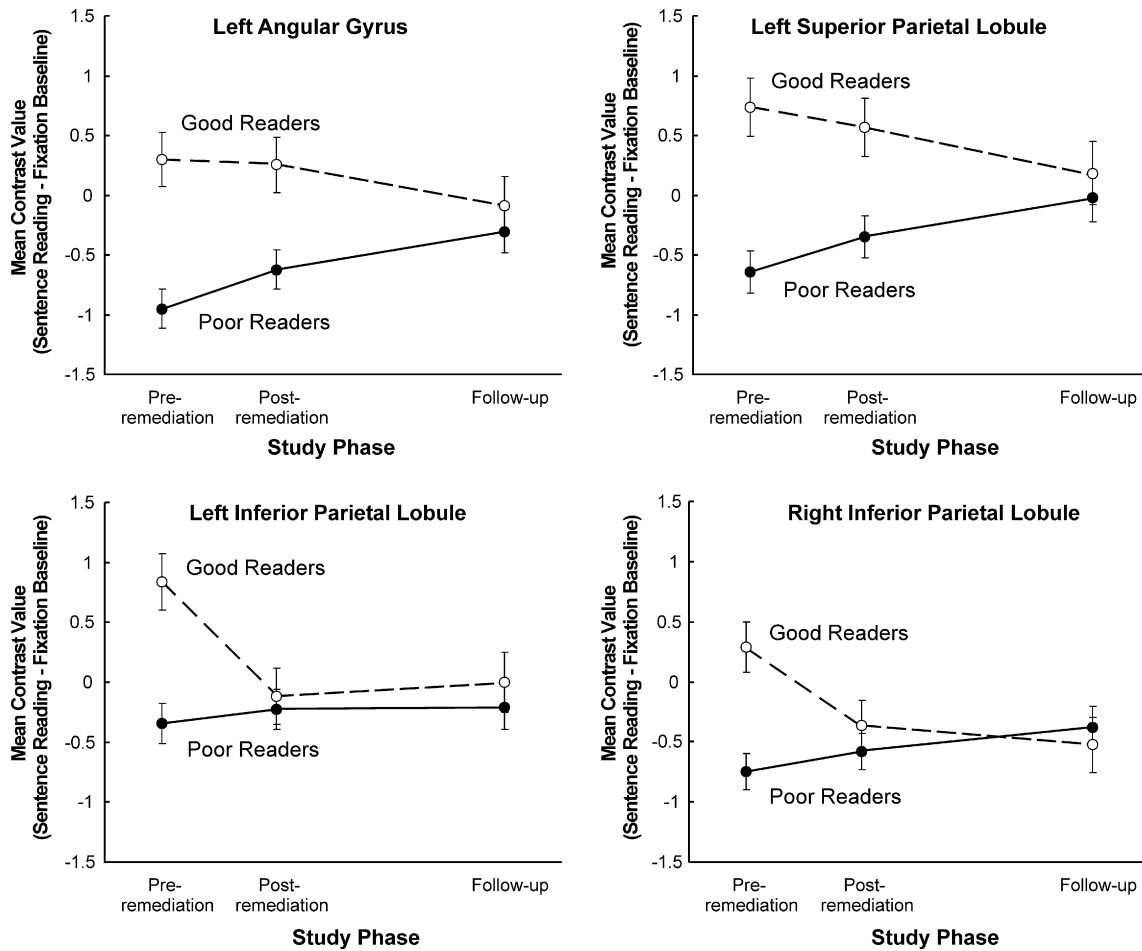 Left Angular Gyrus
Mean Contrast Value
(Sentence Reading - Fixation Baseline)
1.5
1
0.5
0
-0.5
-1
-1.5
Good Readers
Poor Readers
Pre-
remediation
Post-
remediation
Follow-up
Study Phase
Left Superior Parietal Lobule
Mean Contrast Value
(Sentence Reading - Fixation Baseline)
1.5
1
0.5
0
-0.5
-1
-1.5
Good Readers
Poor Readers
Pre-
remediation
Post-
remediation
Follow-up
Study Phase
Left Inferior Parietal Lobule
Mean Contrast Value
(Sentence Reading - Fixation Baseline)
1.5
1
0.5
0
-0.5
-1
-1.5
Good Readers
Poor Readers
Pre-
remediation
Post-
remediation
Follow-up
Study Phase
Right Inferior Parietal Lobule
Mean Contrast Value
(Sentence Reading - Fixation Baseline)
1.5
1
0.5
0
-0.5
-1
-1.5
Good Readers
Poor Readers
Pre-
remediation
Post-
remediation
Follow-up
Study Phase